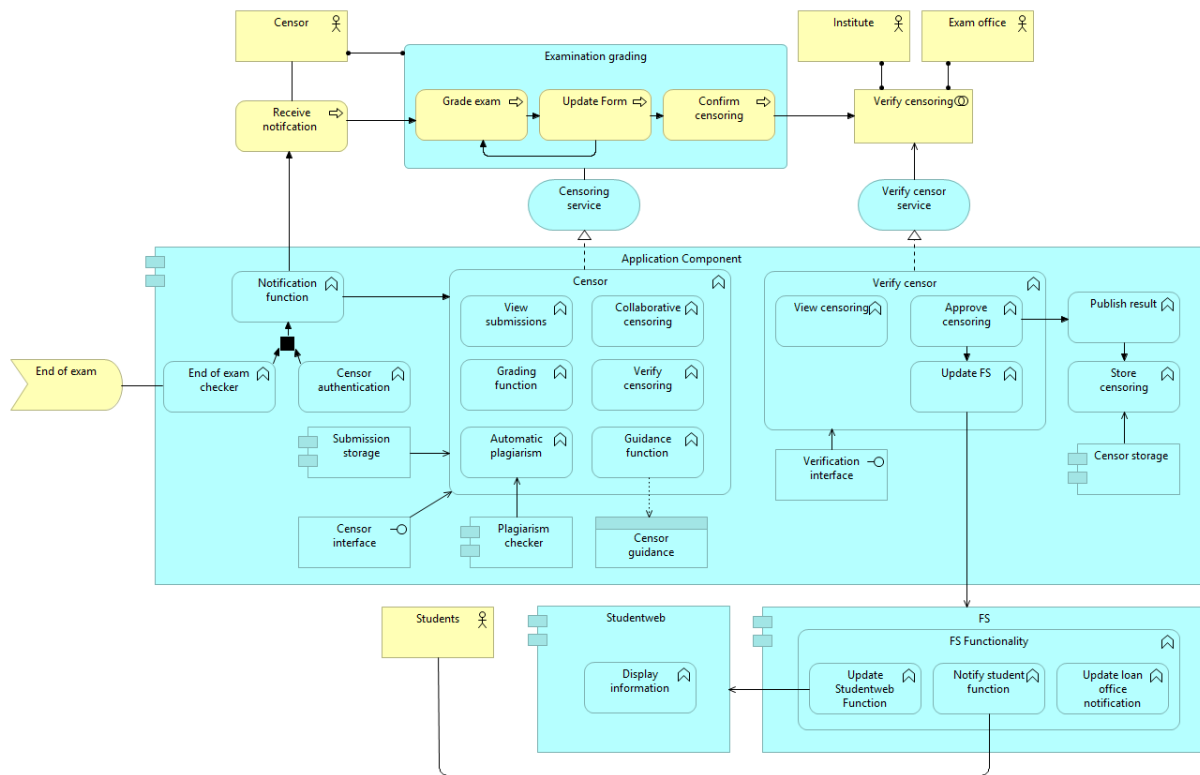 Censor
Institute
Exam office
Examination grading
Receive
notifcation
Grade exam
Update Form
Confirm
censoring
Verify censoring
Censoring
service
Verify censor
service
Application Component
Notification
function
Censor
View
submissions
Collaborative
censoring
Grading
function
Verify
censoring
Automatic
plagiarism
Guidance
function
Verify censor
View censoring
Approve
censoring
Update FS
Publish result
Store
censoring
End of exam
End of exam
checker
Censor
authentication
Submission
storage
Censor
interface
Plagiarism
checker
Censor
guidance
Verification
interface
Censor storage
Students
Studentweb
Display
information
FS
FS Functionality
Update
Studentweb
Function
Notify student
function
Update loan
office
notification